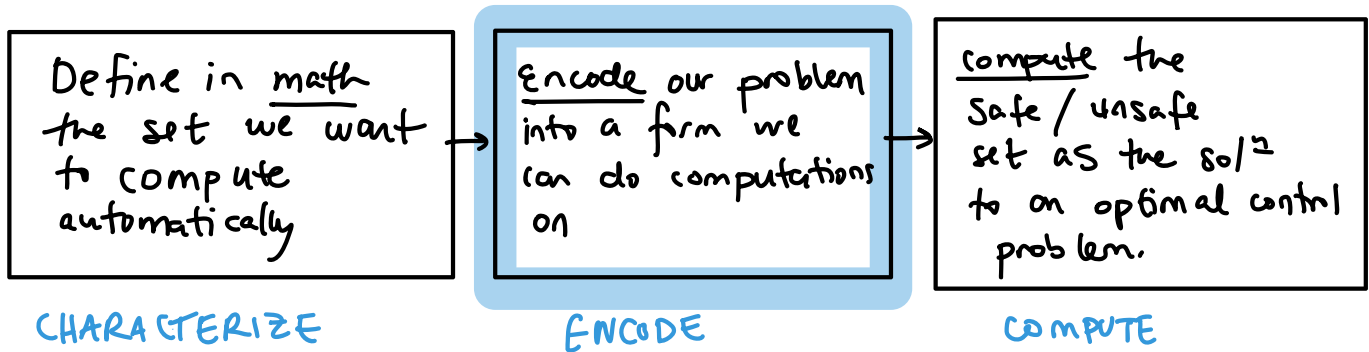 Define in math
the set we want
to compute
automatically
Encode our problem
into a form we
can do computations
on
compute the
safe / unsafe
set as the solⁿ
to an optimal control
problem.
CHARACTERIZE
ENCODE
COMPUTE